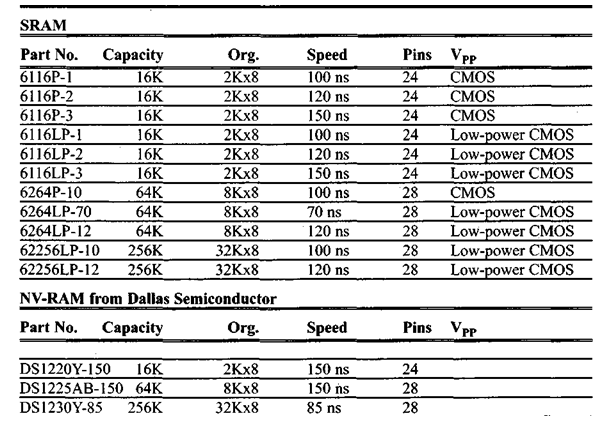 SRAM
Part No. Capacity Org. Speed Pins VPP
6116P-1 16K 2Kx8 100 ns 24 CMOS
6116P-2 16K 2Kx8 120 ns 24 CMOS
6116P-3 16K 2Kx8 150 ns 24 CMOS
6116LP-1 16K 2Kx8 100 ns 24 Low-power CMOS
6116LP-2 16K 2Kx8 120 ns 24 Low-power CMOS
6116LP-3 16K 2Kx8 150 ns 24 Low-power CMOS
6264P-10 64K 8Kx8 100 ns 28 CMOS
6264LP-70 64K 8Kx8 70 ns 28 Low-power CMOS
6264LP-12 64K 8Kx8 120 ns 28 Low-power CMOS
62256LP-10 256K 32Kx8 100 ns 28 Low-power CMOS
62256LP-12 256K 32Kx8 120 ns 28 Low-power CMOS
NV-RAM from Dallas Semiconductor
Part No. Capacity Org. Speed Pins VPP
DS1220Y-150 16K 2Kx8 150 ns 24
DS1225AB-150 64K 8Kx8 150 ns 28
DS1230Y-85 256K 32Kx8 85 ns 28